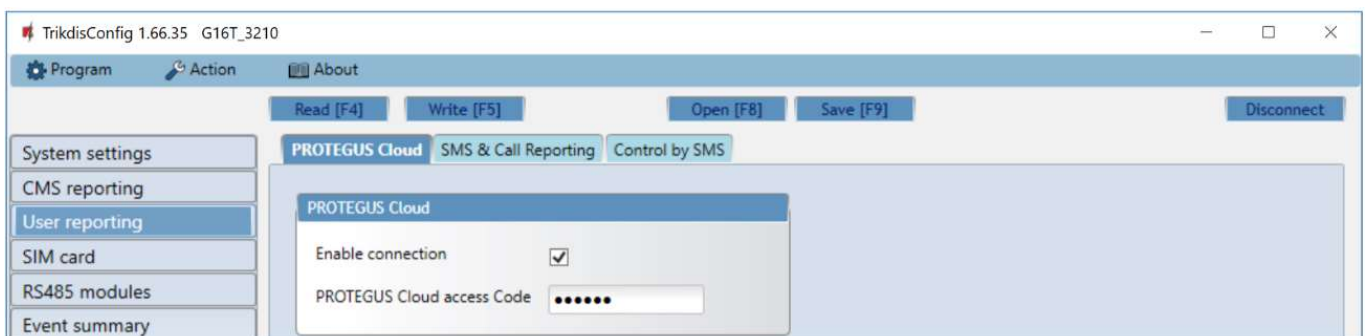 TrikdisConfig 1.66.35 G16T_3210
Program Action About
Read [F4] Write [F5] Open [F8] Save [F9] Disconnect
System settings
CMS reporting
User reporting
SIM card
RS485 modules
Event summary
PROTEGUS Cloud SMS & Call Reporting Control by SMS
PROTEGUS Cloud
Enable connection
PROTEGUS Cloud access Code ••••••